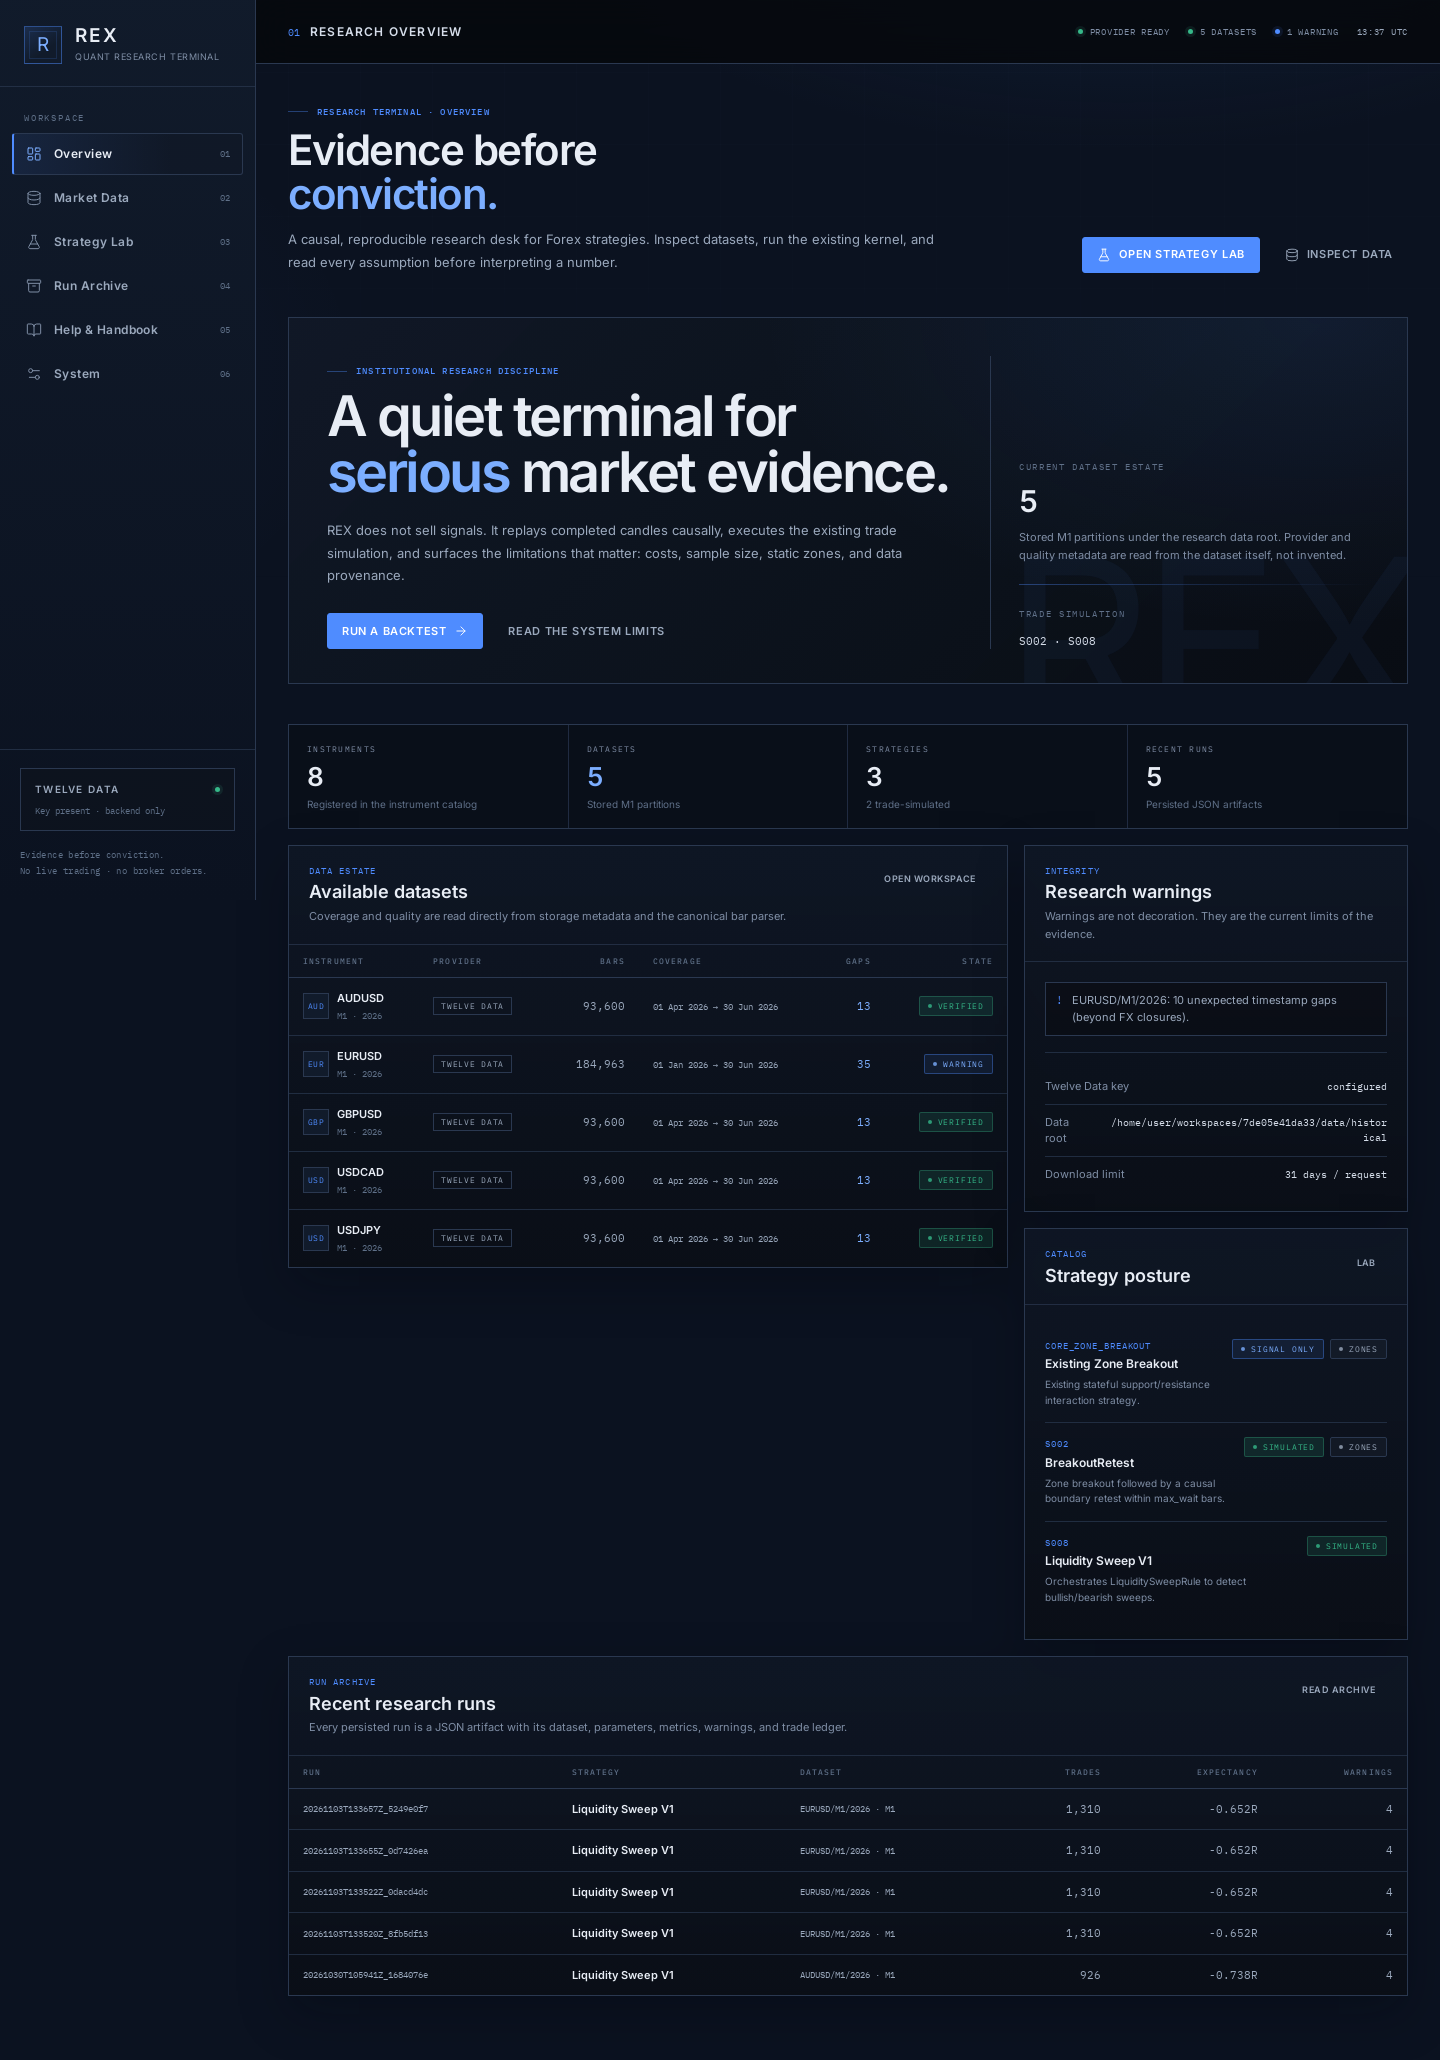 R
REX
QUANT RESEARCH TERMINAL
WORKSPACE
Overview 01
Market Data 02
Strategy Lab 03
Run Archive 04
Help & Handbook 05
System 06
TWELVE DATA
Key present · backend only
Evidence before conviction.
No live trading · no broker orders.
01 RESEARCH OVERVIEW
PROVIDER READY 5 DATASETS 1 WARNING 13:37 UTC
RESEARCH TERMINAL · OVERVIEW
Evidence before
conviction.
A causal, reproducible research desk for Forex strategies. Inspect datasets, run the existing kernel, and
read every assumption before interpreting a number.
OPEN STRATEGY LAB INSPECT DATA
INSTITUTIONAL RESEARCH DISCIPLINE
A quiet terminal for
serious market evidence.
REX does not sell signals. It replays completed candles causally, executes the existing trade
simulation, and surfaces the limitations that matter: costs, sample size, static zones, and data
provenance.
RUN A BACKTEST READ THE SYSTEM LIMITS
CURRENT DATASET ESTATE
5
Stored M1 partitions under the research data root. Provider and
quality metadata are read from the dataset itself, not invented.
TRADE SIMULATION
S002 · S008
REX
INSTRUMENTS
8
Registered in the instrument catalog
DATASETS
5
Stored M1 partitions
STRATEGIES
3
2 trade-simulated
RECENT RUNS
5
Persisted JSON artifacts
DATA ESTATE
Available datasets
Coverage and quality are read directly from storage metadata and the canonical bar parser.
OPEN WORKSPACE
INSTRUMENT PROVIDER BARS COVERAGE GAPS STATE
AUD AUDUSD TWELVE DATA 93,600 01 Apr 2026 → 30 Jun 2026 13 VERIFIED
M1 · 2026
EUR EURUSD TWELVE DATA 184,963 01 Jan 2026 → 30 Jun 2026 35 WARNING
M1 · 2026
GBP GBPUSD TWELVE DATA 93,600 01 Apr 2026 → 30 Jun 2026 13 VERIFIED
M1 · 2026
USD USDCAD TWELVE DATA 93,600 01 Apr 2026 → 30 Jun 2026 13 VERIFIED
M1 · 2026
USD USDJPY TWELVE DATA 93,600 01 Apr 2026 → 30 Jun 2026 13 VERIFIED
M1 · 2026
INTEGRITY
Research warnings
Warnings are not decoration. They are the current limits of the
evidence.
! EURUSD/M1/2026: 10 unexpected timestamp gaps
(beyond FX closures).
Twelve Data key configured
Data root /home/user/workspaces/7de05e41da33/data/histor
ical
Download limit 31 days / request
CATALOG
Strategy posture
LAB
CORE_ZONE_BREAKOUT SIGNAL ONLY ZONES
Existing Zone Breakout
Existing stateful support/resistance
interaction strategy.
S002 SIMULATED ZONES
BreakoutRetest
Zone breakout followed by a causal
boundary retest within max_wait bars.
S008 SIMULATED
Liquidity Sweep V1
Orchestrates LiquiditySweepRule to detect
bullish/bearish sweeps.
RUN ARCHIVE
Recent research runs
Every persisted run is a JSON artifact with its dataset, parameters, metrics, warnings, and trade ledger.
READ ARCHIVE
RUN STRATEGY DATASET TRADES EXPECTANCY WARNINGS
20261103T133657Z_5249e0f7 Liquidity Sweep V1 EURUSD/M1/2026 · M1 1,310 -0.652R 4
20261103T133655Z_0d7426ea Liquidity Sweep V1 EURUSD/M1/2026 · M1 1,310 -0.652R 4
20261103T133522Z_0dacd4dc Liquidity Sweep V1 EURUSD/M1/2026 · M1 1,310 -0.652R 4
20261103T133520Z_8fb5df13 Liquidity Sweep V1 EURUSD/M1/2026 · M1 1,310 -0.652R 4
20261030T105941Z_1684076e Liquidity Sweep V1 AUDUSD/M1/2026 · M1 926 -0.738R 4